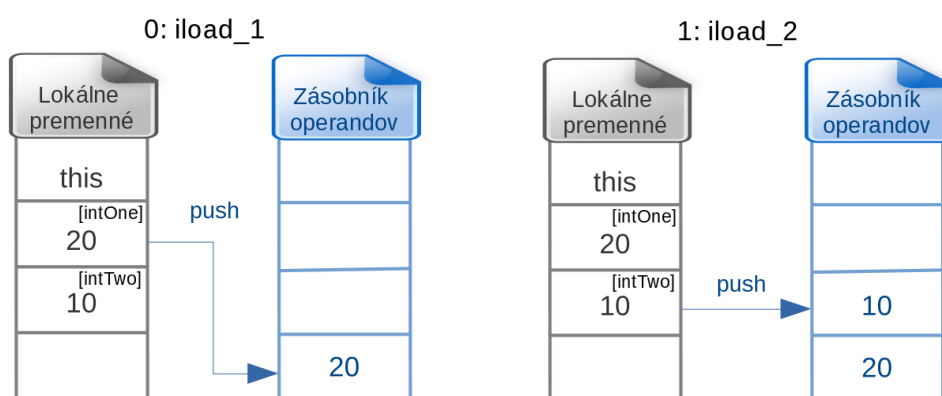 0: iload_1
Lokálne
premenné
this
[intOne]
20
[intTwo]
10
push
Zásobník
operandov
20
1: iload_2
Lokálne
premenné
this
[intOne]
20
[intTwo]
10
push
Zásobník
operandov
10
20